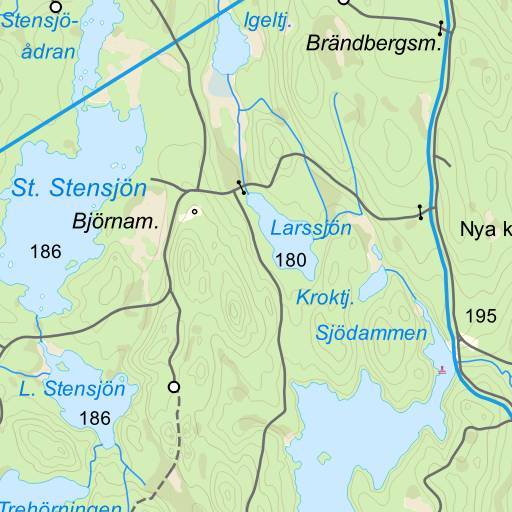 Stensjö-
ådran
Igeltj.
Brändbergsm.
St. Stensjön
Björnam.
186
Larssjön
180
Nya k
Kroktj.
195
Sjödammen
L. Stensjön
186
Trehörningen